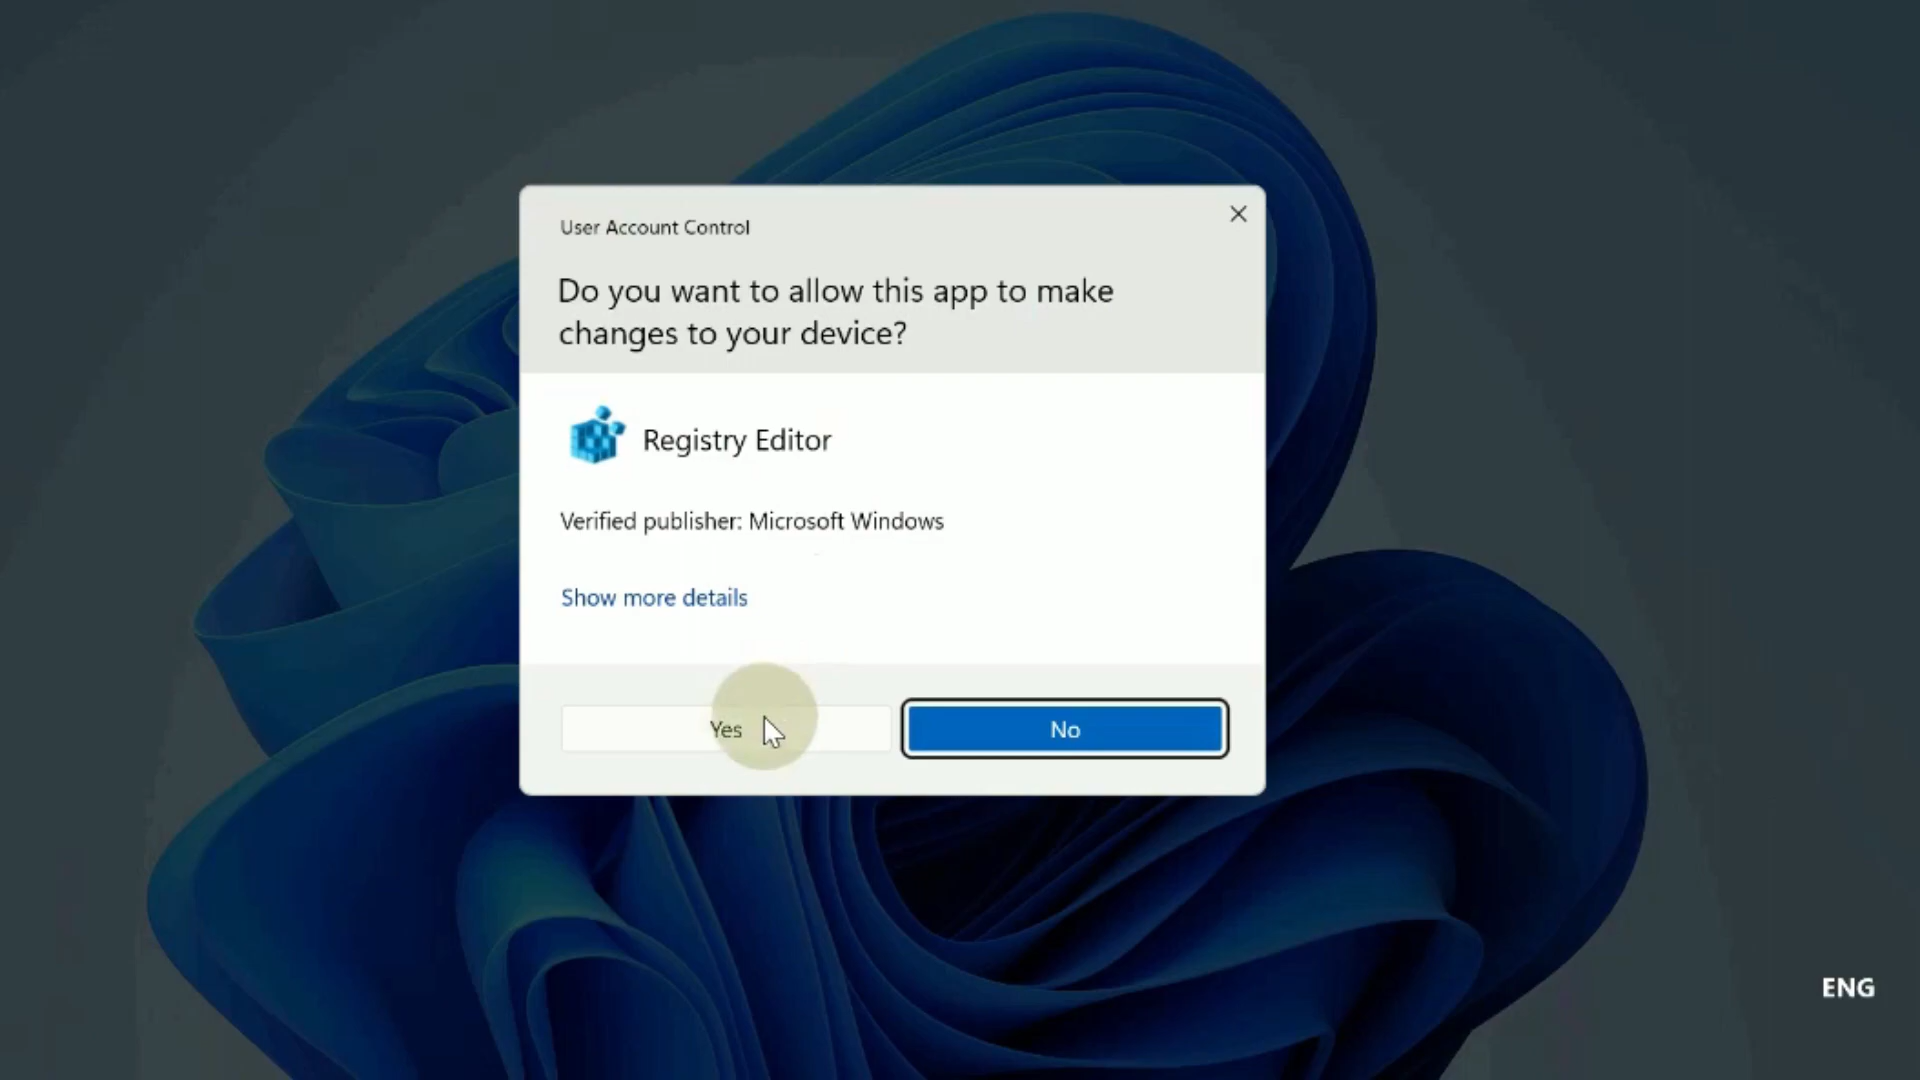 User Account Control
Do you want to allow this app to make
changes to your device?
Registry Editor
Verified publisher: Microsoft Windows
Show more details
Yes
No
ENG